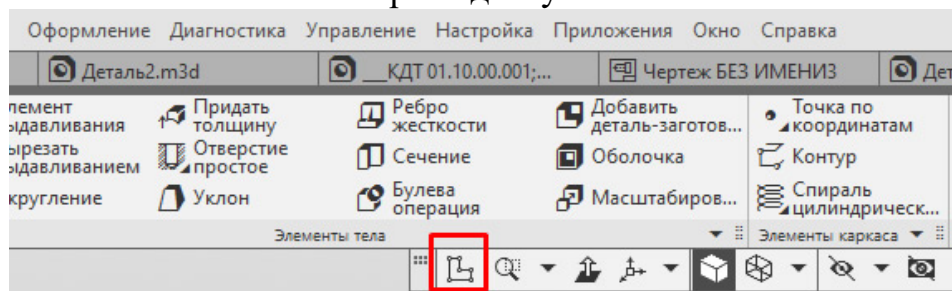 Оформление Диагностика Управление Настройка Приложения Окно Справка
Деталь2.m3d __КДТ 01.10.00.001;... Чертеж БЕЗ ИМЕНИ3 Дет
лемент Придать Ребро Добавить Точка по
ыдавливания толщину жесткости деталь-заготов... координатам
ырезать Отверстие Сечение Оболочка Контур
ыдавливанием простое
кругление Уклон Булева операция Масштабиров... Спираль цилиндрическ...
Элементы тела Элементы каркаса